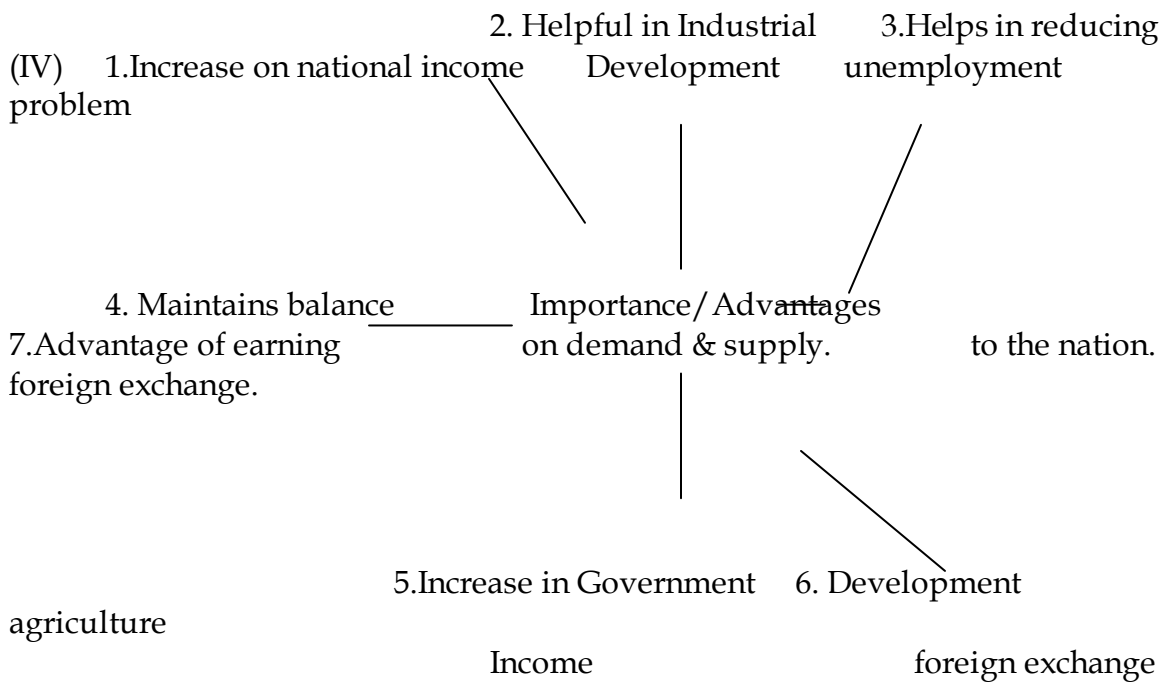 2. Helpful in Industrial 3.Helps in reducing
(IV) 1.Increase on national income Development unemployment
problem
4. Maintains balance Importance/Advantages
7.Advantage of earning on demand & supply. to the nation.
foreign exchange.
5.Increase in Government 6. Development
agriculture
Income foreign exchange